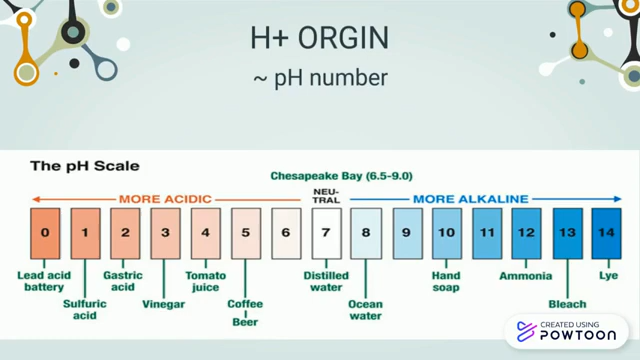 H+ ORGIN
~ pH number
The pH Scale
Chesapeake Bay (6.5-9.0)
MORE ACIDIC
NEU-
TRAL
MORE ALKALINE
0 1 2 3 4 5 6 7 8 9 10 11 12 13 14
Lead acid
battery
Sulfuric
acid
Gastric
acid
Vinegar
Tomato
juice
Coffee
Beer
Distilled
water
Ocean
water
Hand
soap
Ammonia
Bleach
Lye
CREATED USING
POWTOON